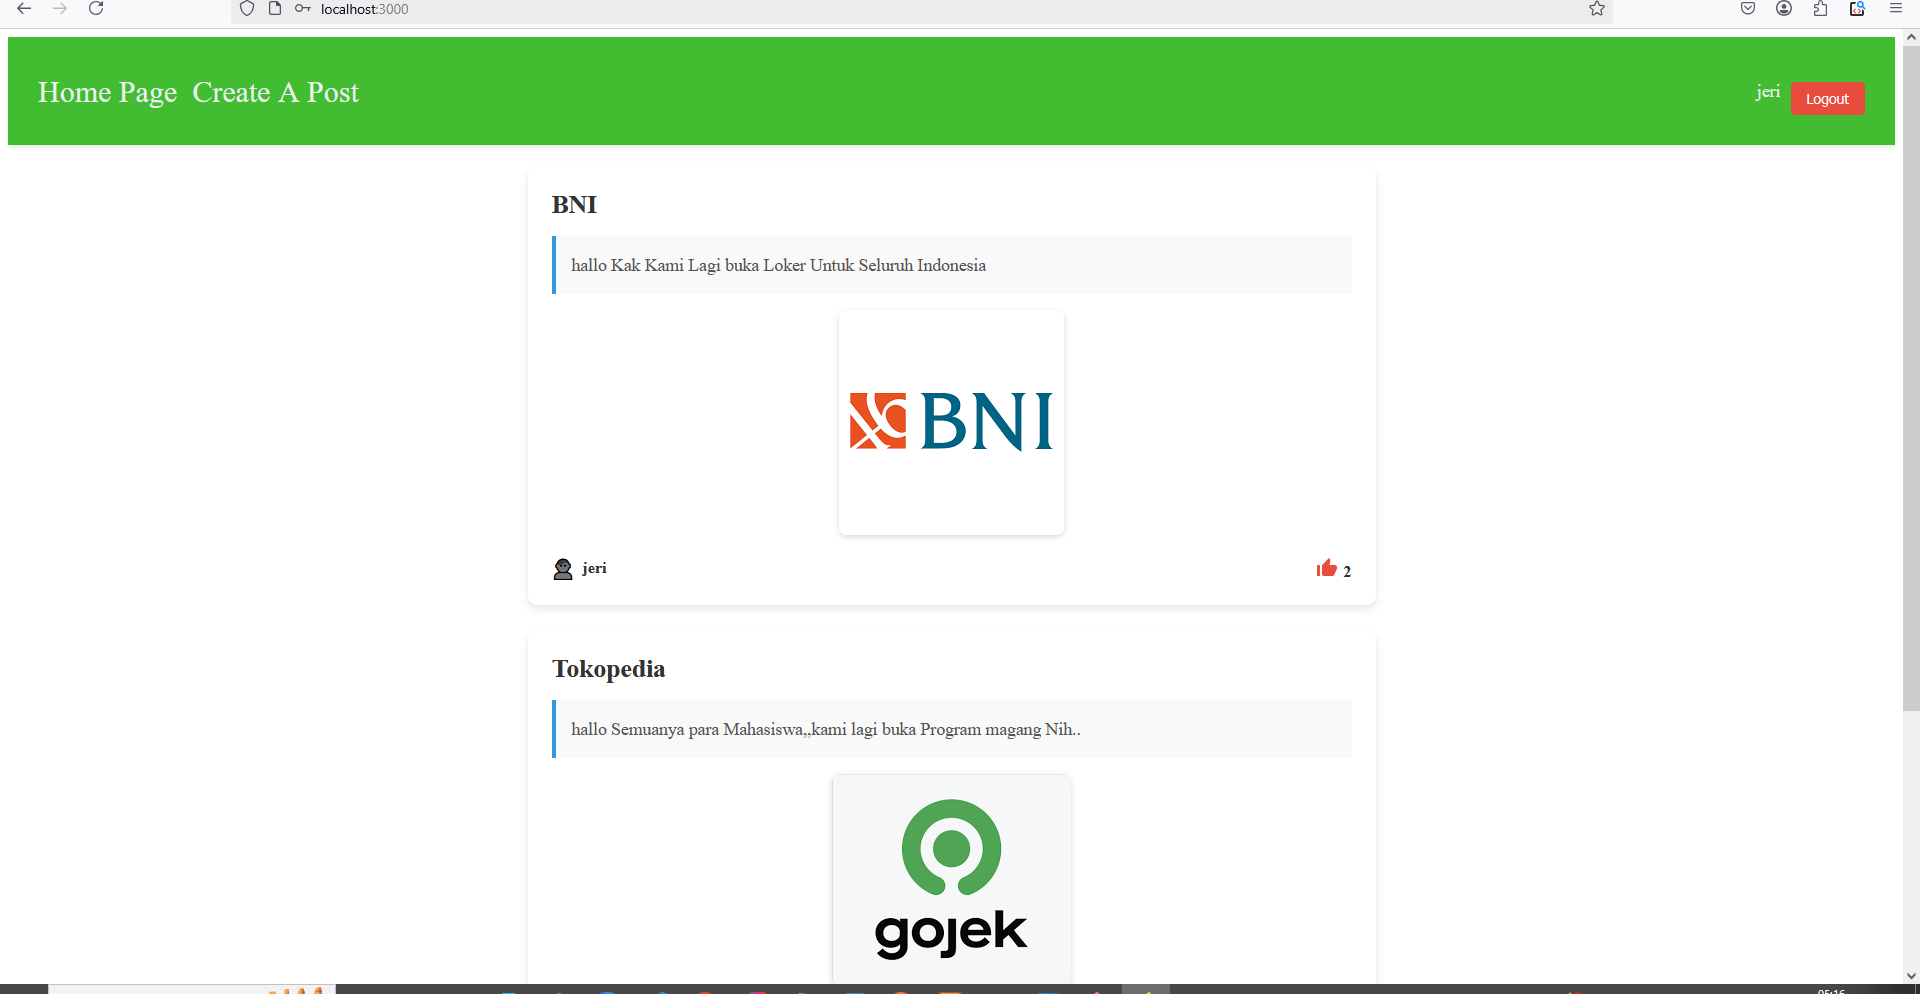 localhost:3000
Home Page Create A Post
jeri Logout
BNI
hallo Kak Kami Lagi buka Loker Untuk Seluruh Indonesia
BNI
jeri
2
Tokopedia
hallo Semuanya para Mahasiswa,,kami lagi buka Program magang Nih..
gojek